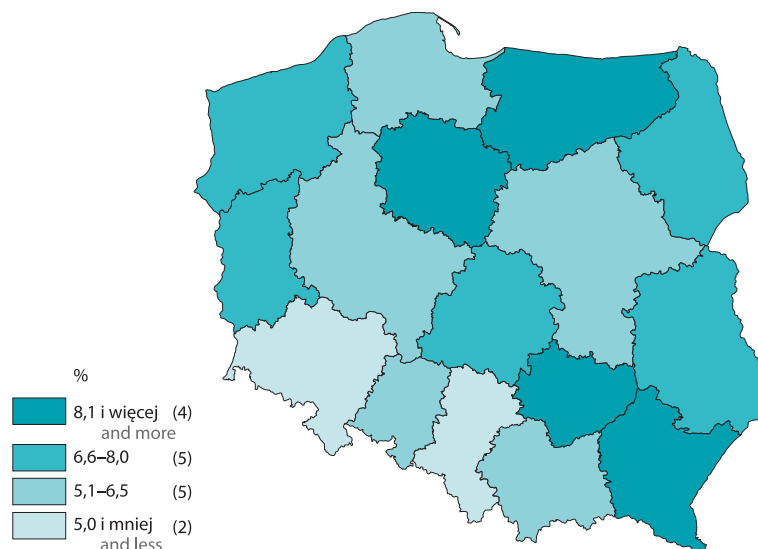 %
8,1 i więcej (4)
and more
6,6–8,0 (5)
5,1–6,5 (5)
5,0 i mniej (2)
and less